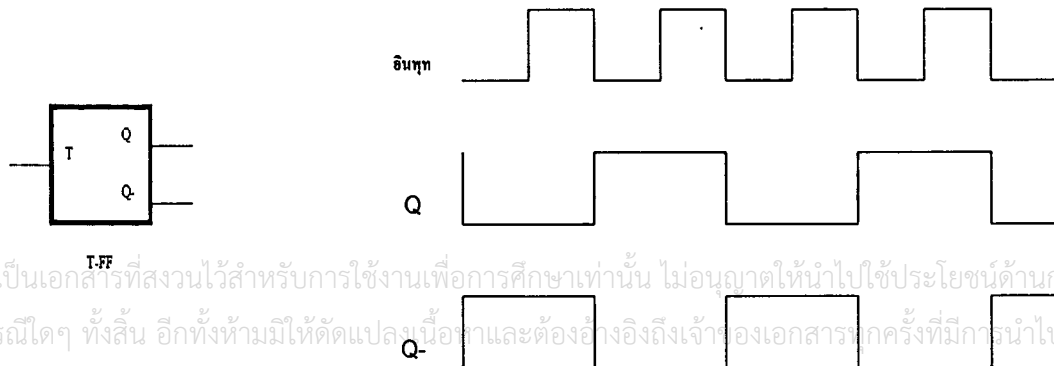 อินพุท
Q
T
Q-
Q
T-FF
เป็นเอกสารที่สงวนไว้สำหรับการใช้งานเพื่อการศึกษาเท่านั้น ไม่อนุญาตให้นำไปใช้ประโยชน์ด้าน
รณีใดๆ ทั้งสิ้น อีกทั้งห้ามมิให้ดัดแปลงเนื้อหาและต้องอ้างอิงถึงเจ้าของเอกสารทุกครั้งที่มีการนำไป
Q-